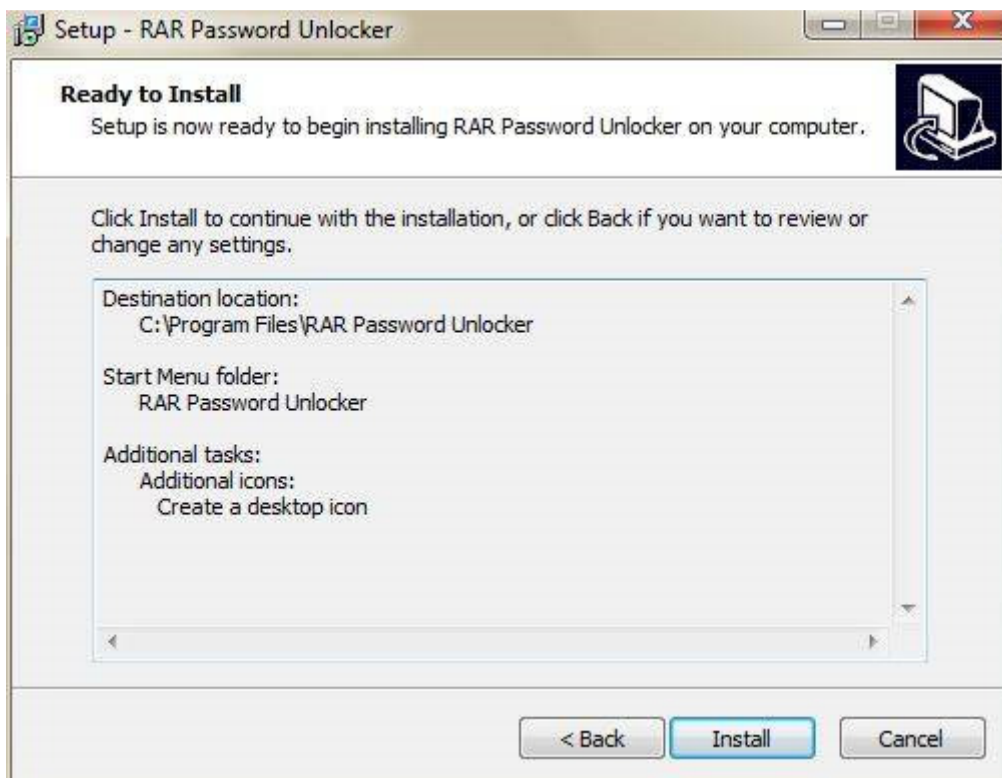 Setup - RAR Password Unlocker
Ready to Install
Setup is now ready to begin installing RAR Password Unlocker on your computer.
Click Install to continue with the installation, or click Back if you want to review or
change any settings.
Destination location:
C:\Program Files\RAR Password Unlocker
Start Menu folder:
RAR Password Unlocker
Additional tasks:
Additional icons:
Create a desktop icon
< Back
Install
Cancel